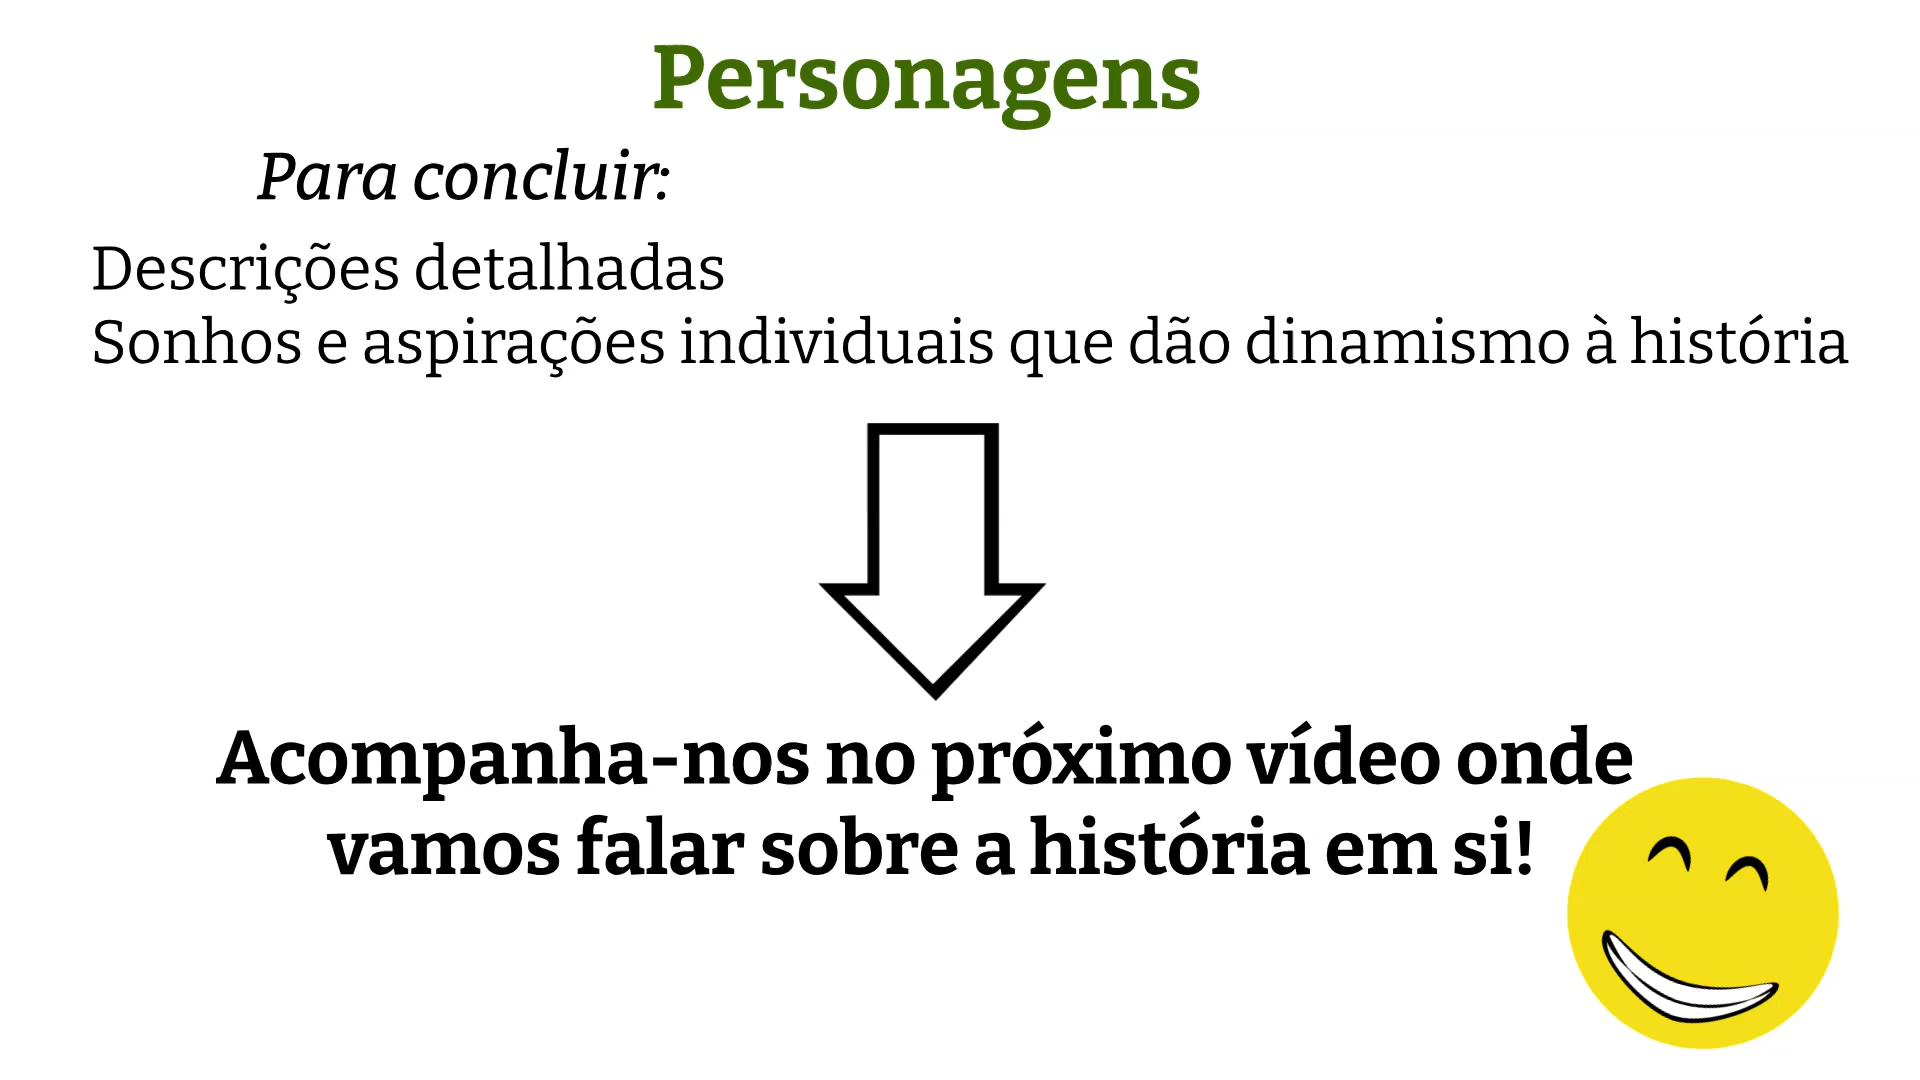 Personagens
Para concluir:
Descrições detalhadas
Sonhos e aspirações individuais que dão dinamismo à história
Acompanha-nos no próximo vídeo onde
vamos falar sobre a história em si!